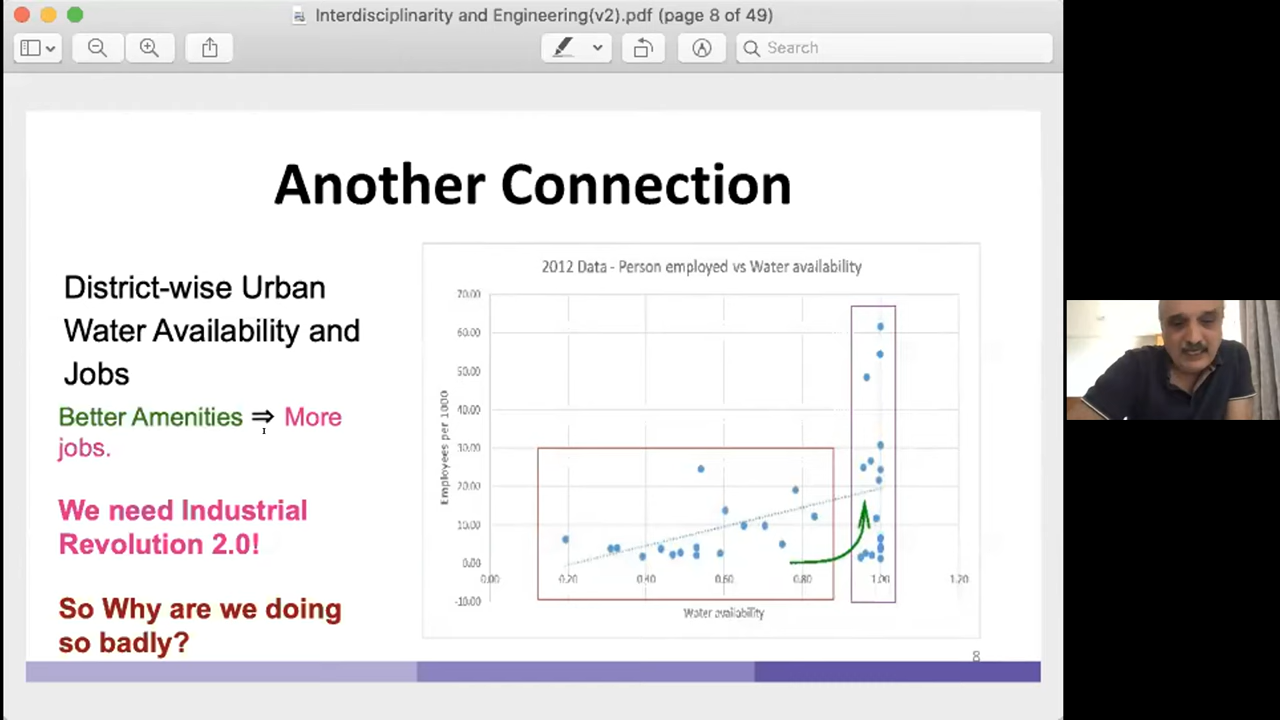 Interdisciplinarity and Engineering(v2).pdf (page 8 of 49)
Search
Another Connection
District-wise Urban
Water Availability and
Jobs
Better Amenities ⇒ More
jobs.
We need Industrial
Revolution 2.0!
So Why are we doing
so badly?
2012 Data - Person employed vs Water availability
70.00
60.00
50.00
40.00
30.00
20.00
10.00
0.00
-10.00
Employees per 1000
0.00 0.20 0.40 0.60 0.80 1.00 1.20
Water availability
8